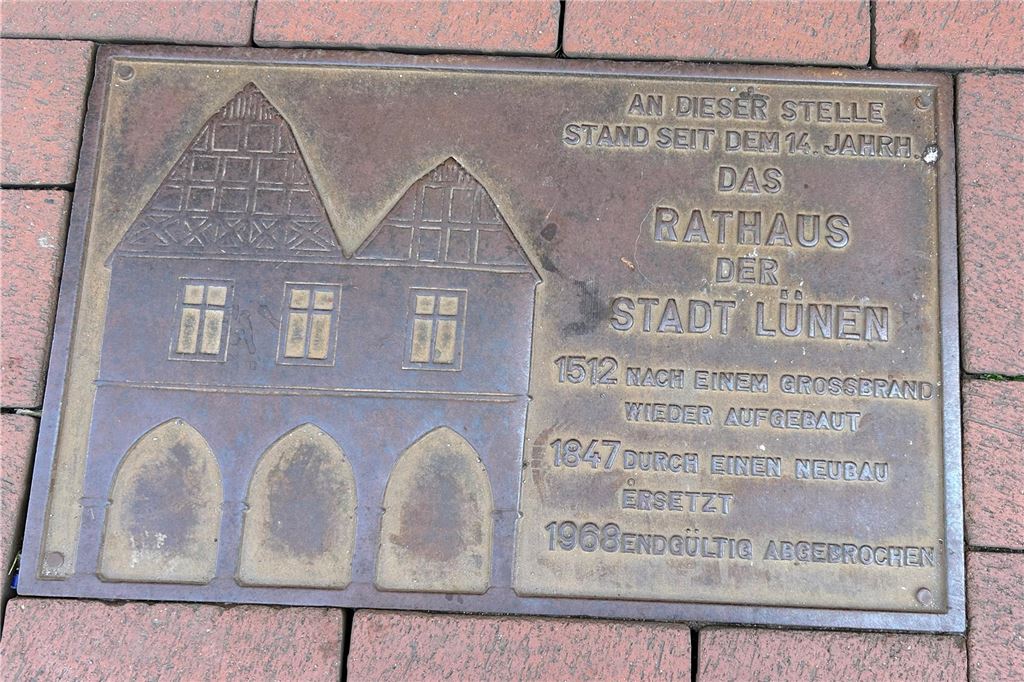 AN DIESER STELLE
STAND SEIT DEM 14. JAHRH.
DAS
RATHAUS
DER
STADT LÜNEN
1512 NACH EINEM GROSSBRAND
WIEDER AUFGEBAUT
1847 DURCH EINEN NEUBAU
ERSETZT
1968 ENDGÜLTIG ABGEBROCHEN